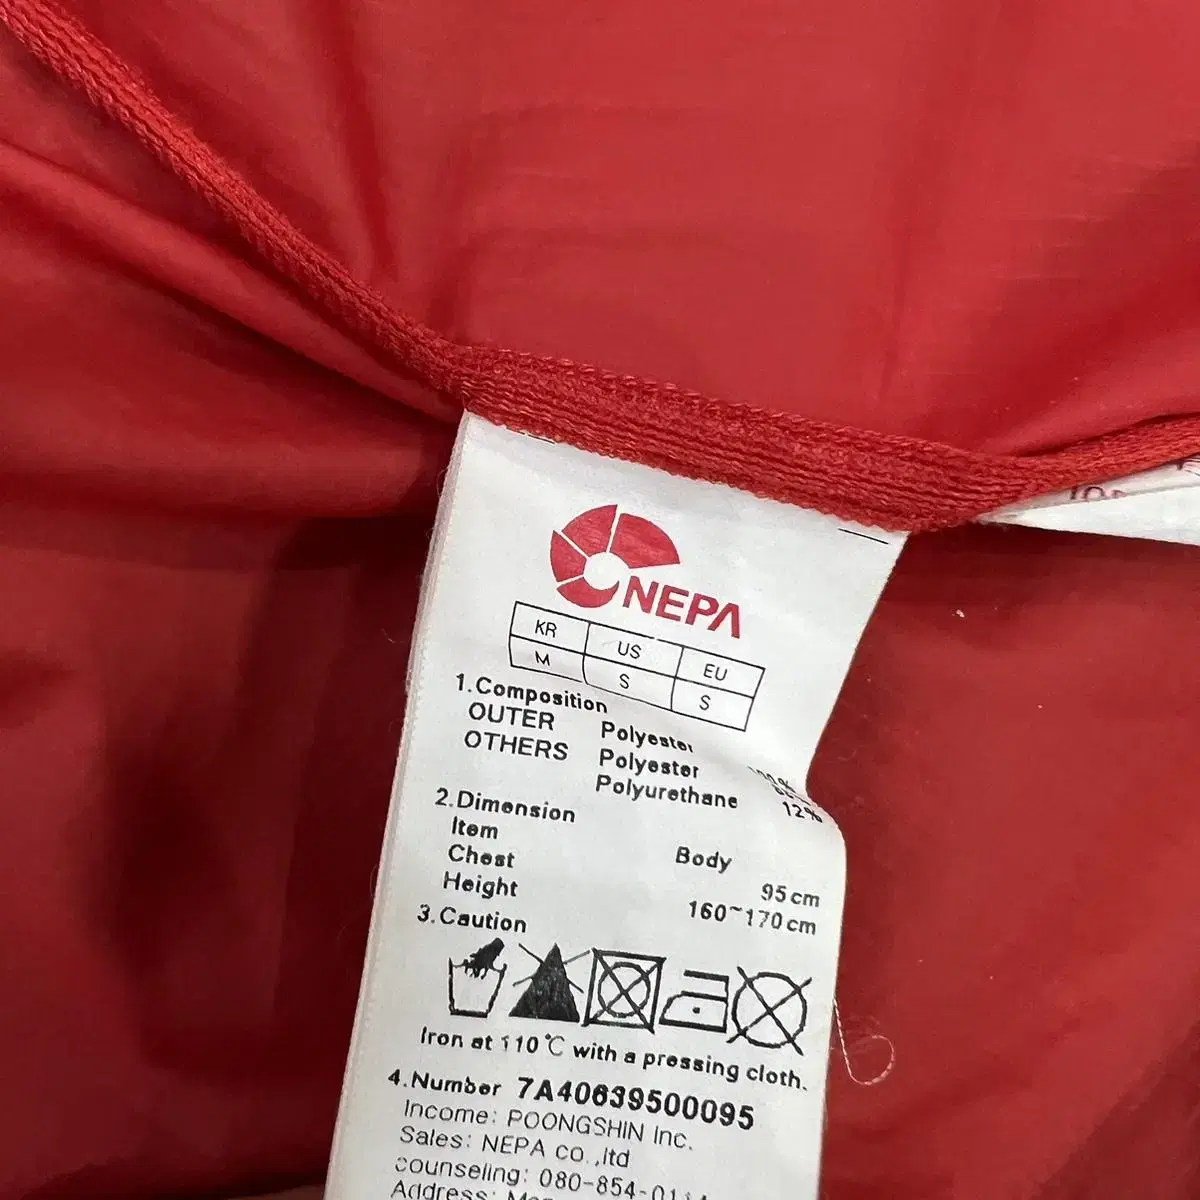 NEPA
KR US EU
M S S
1.Composition
OUTER Polyester
OTHERS Polyester
Polyurethane 12%
2.Dimension
Item Body
Chest 95cm
Height 160~170cm
3.Caution
Iron at 110℃ with a pressing cloth.
4.Number 7A40639500095
Income: POONGSHIN Inc.
Sales: NEPA co.,ltd
counseling: 080-854-0114
Address: